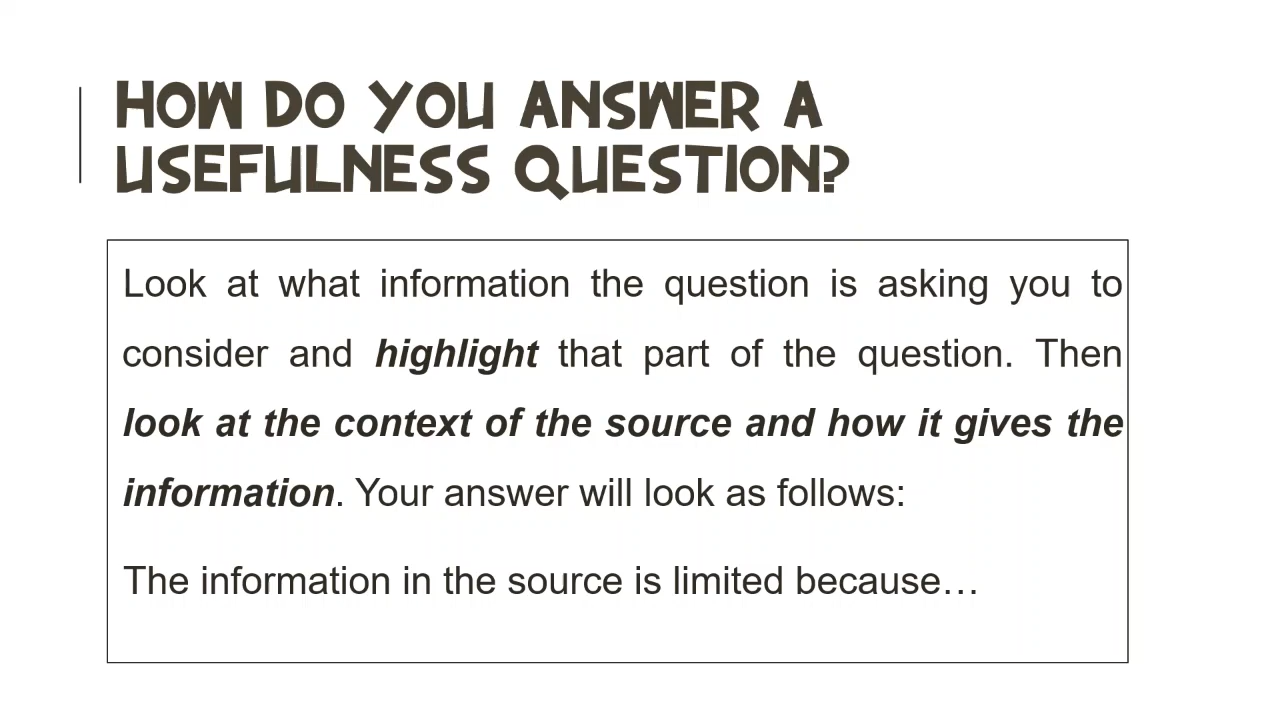 HOW DO YOU ANSWER A
USEFULNESS QUESTION?
Look at what information the question is asking you to
consider and highlight that part of the question. Then
look at the context of the source and how it gives the
information. Your answer will look as follows:
The information in the source is limited because…